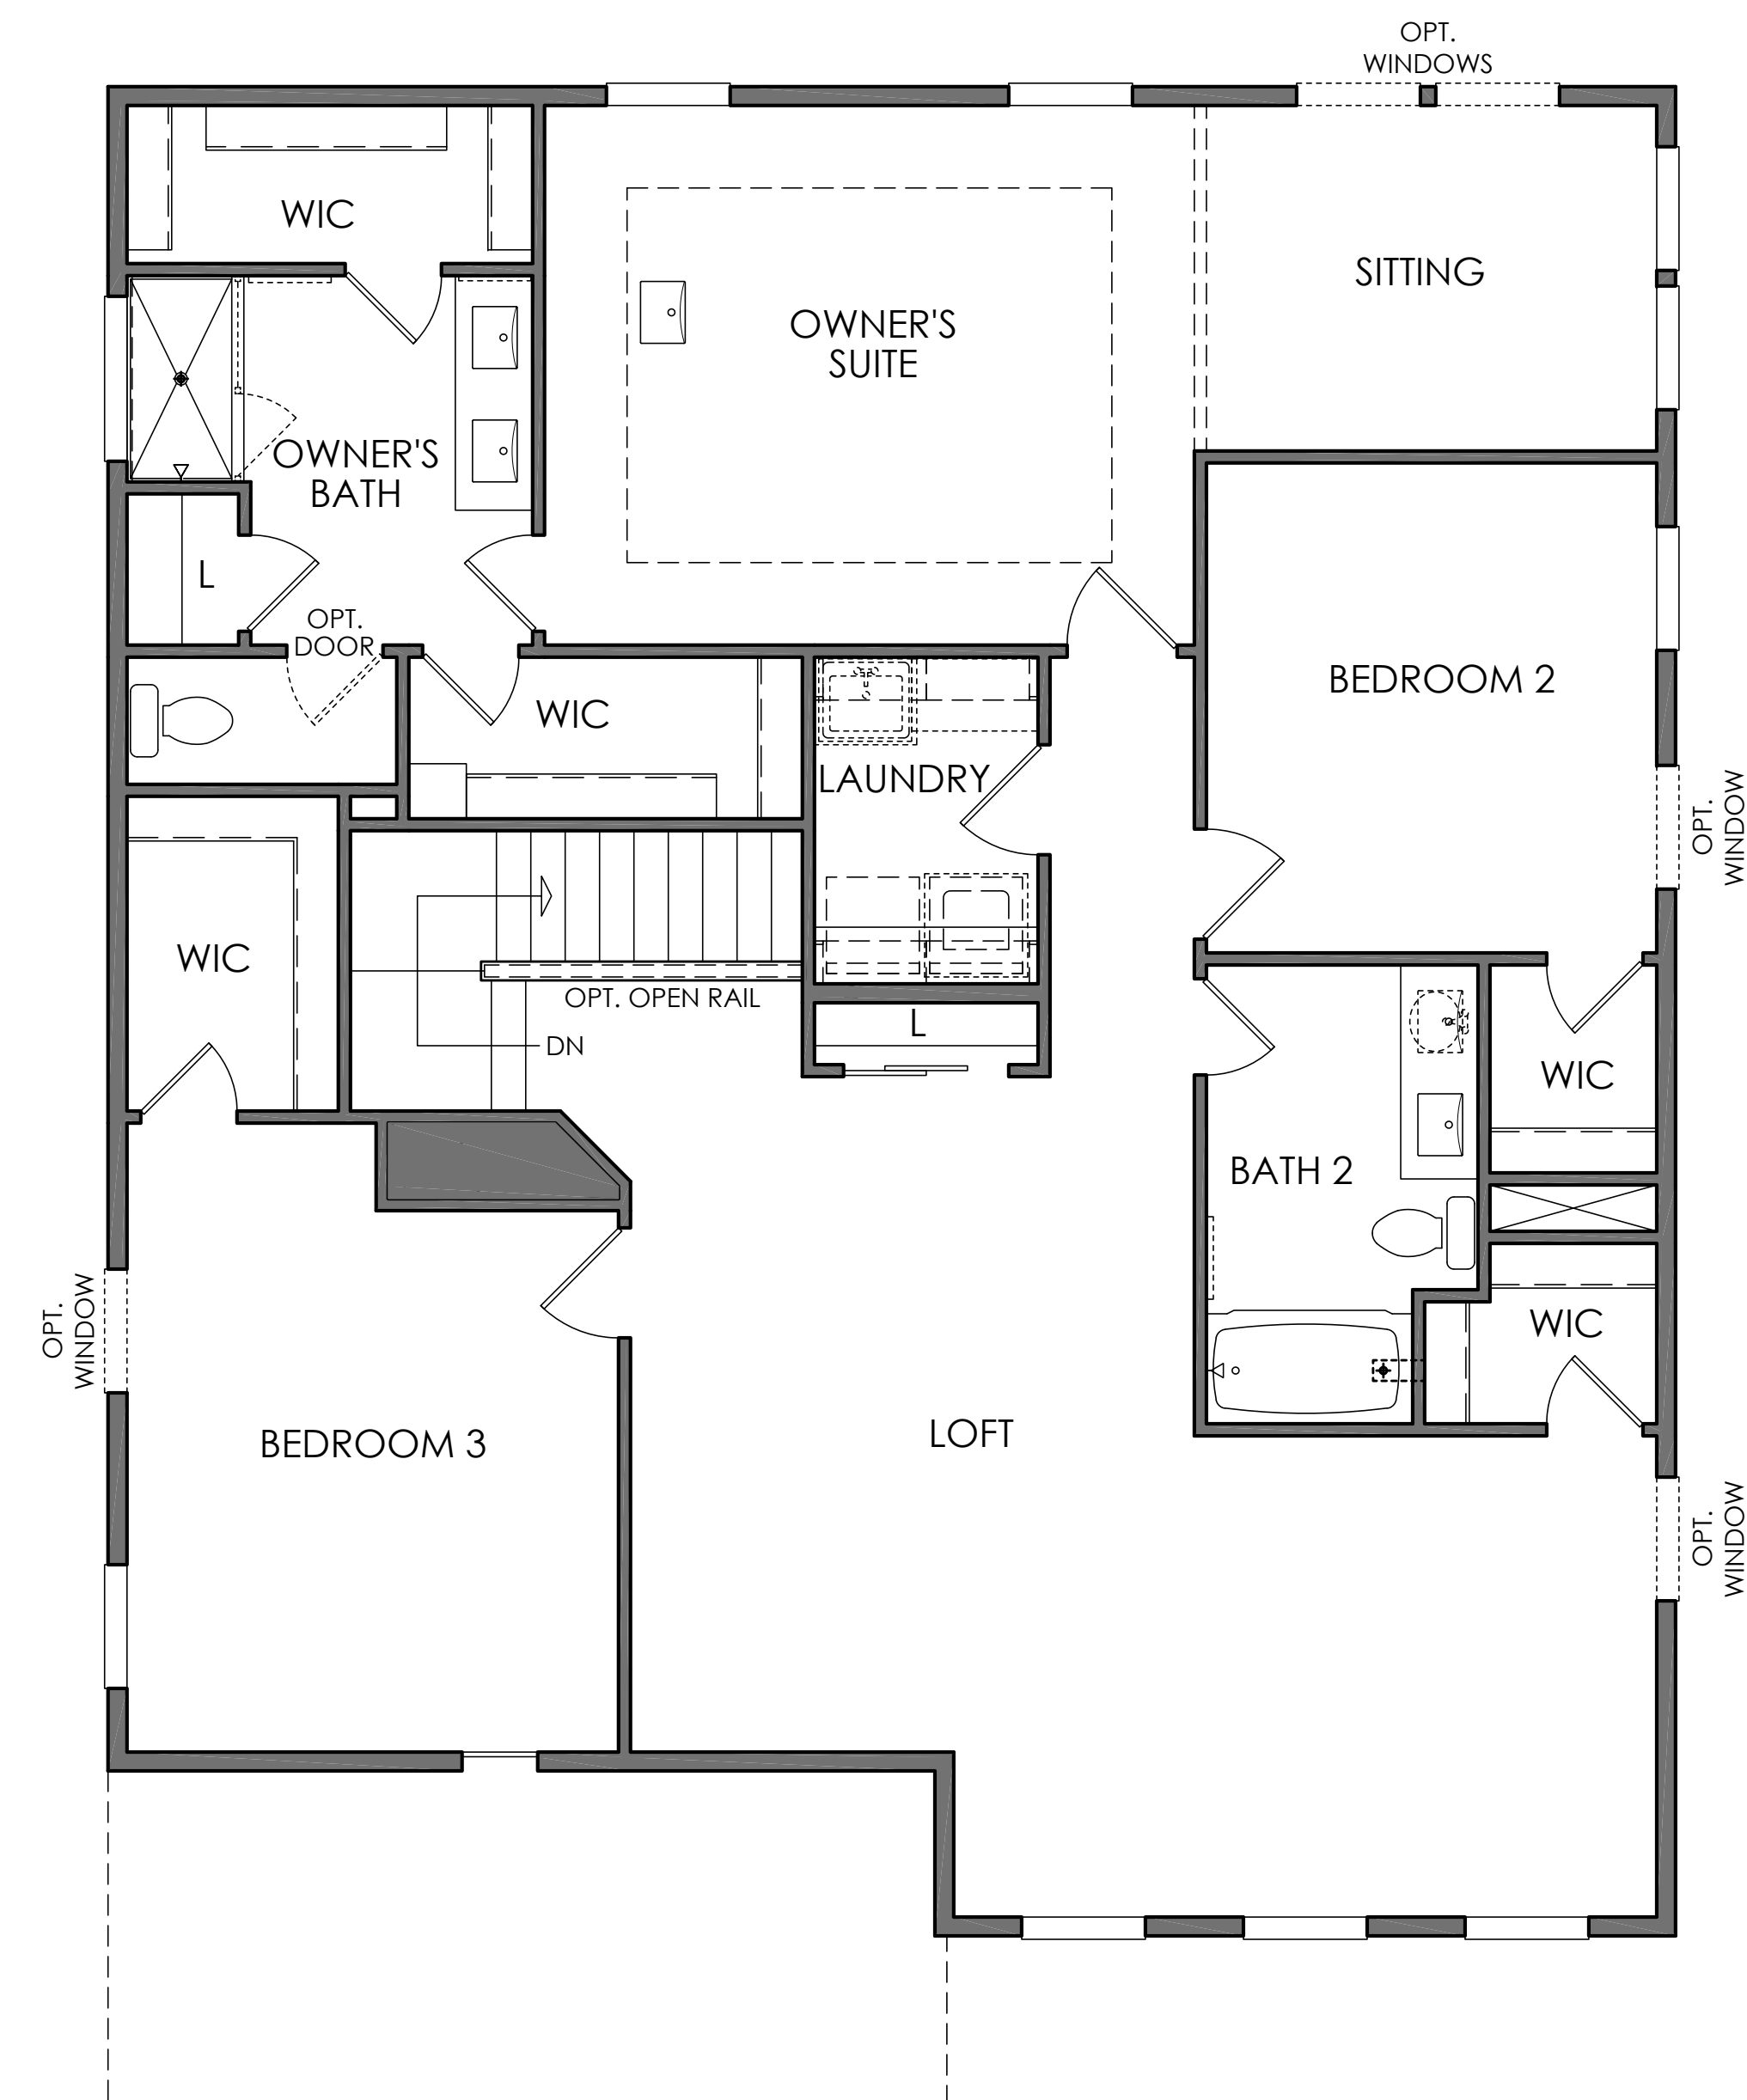 OPT.
WINDOWS
WIC
SITTING
OWNER'S
SUITE
OWNER'S
BATH
L
OPT.
DOOR
BEDROOM 2
WIC
LAUNDRY
OPT.
WINDOW
WIC
OPT. OPEN RAIL
L
DN
WIC
BATH 2
OPT.
WINDOW
WIC
LOFT
BEDROOM 3
OPT.
WINDOW